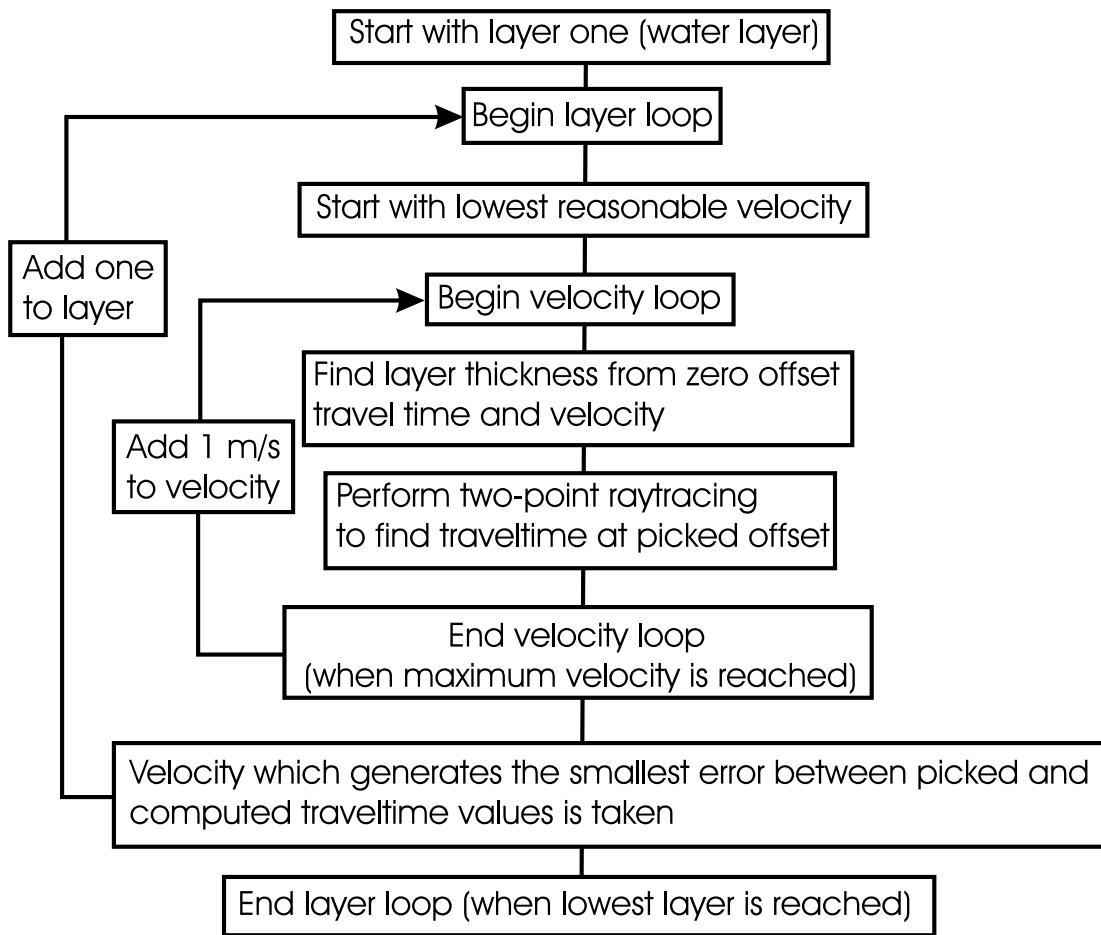 Start with layer one (water layer)
Begin layer loop
Start with lowest reasonable velocity
Add one
to layer
Begin velocity loop
Find layer thickness from zero offset
travel time and velocity
Add 1 m/s
to velocity
Perform two-point raytracing
to find traveltime at picked offset
End velocity loop
(when maximum velocity is reached)
Velocity which generates the smallest error between picked and
computed traveltime values is taken
End layer loop (when lowest layer is reached)